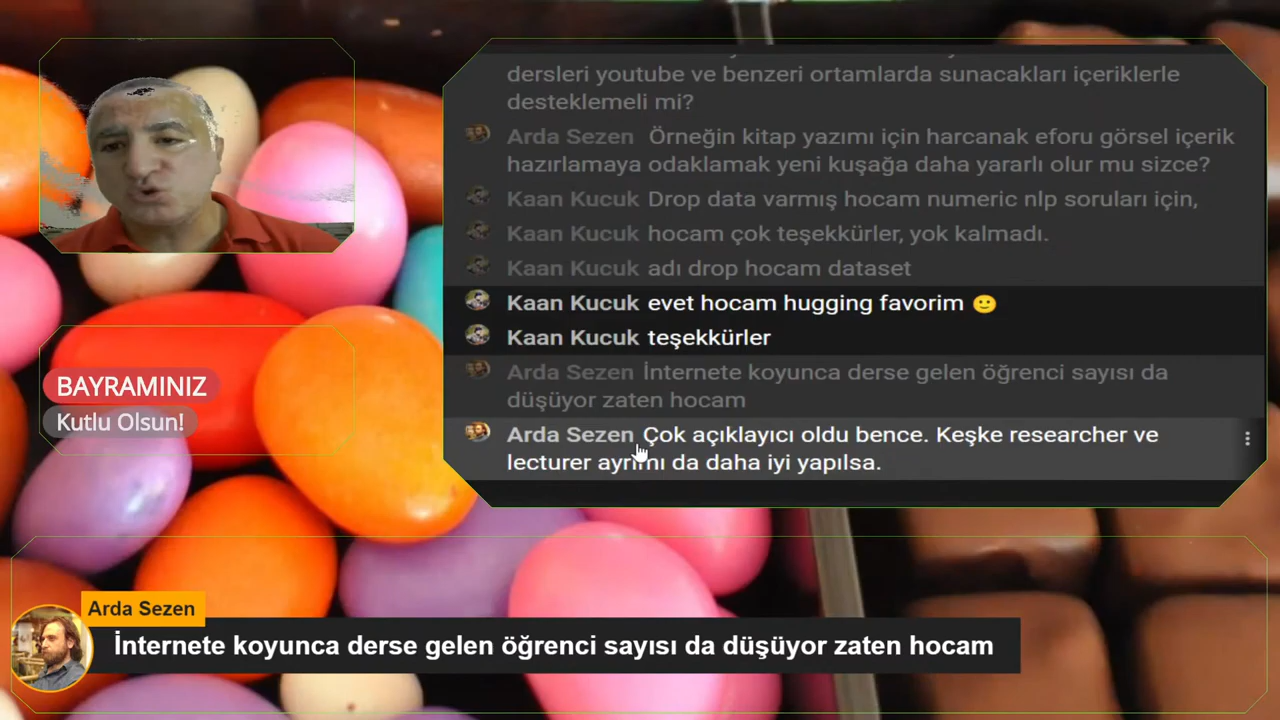 dersleri youtube ve benzeri ortamlarda sunacakları içeriklerle
desteklemeli mi?
Arda Sezen Örneğin kitap yazımı için harcanak eforu görsel içerik
hazırlamaya odaklamak yeni kuşağa daha yararlı olur mu sizce?
Kaan Kucuk Drop data varmış hocam numeric nlp soruları için,
Kaan Kucuk hocam çok teşekkürler, yok kalmadı.
Kaan Kucuk adı drop hocam dataset
Kaan Kucuk evet hocam hugging favorim 🙂
Kaan Kucuk teşekkürler
Arda Sezen İnternete koyunca derse gelen öğrenci sayısı da
düşüyor zaten hocam
Arda Sezen Çok açıklayıcı oldu bence. Keşke researcher ve
lecturer ayrımı da daha iyi yapılsa.
BAYRAMINIZ
Kutlu Olsun!
Arda Sezen
İnternete koyunca derse gelen öğrenci sayısı da düşüyor zaten hocam